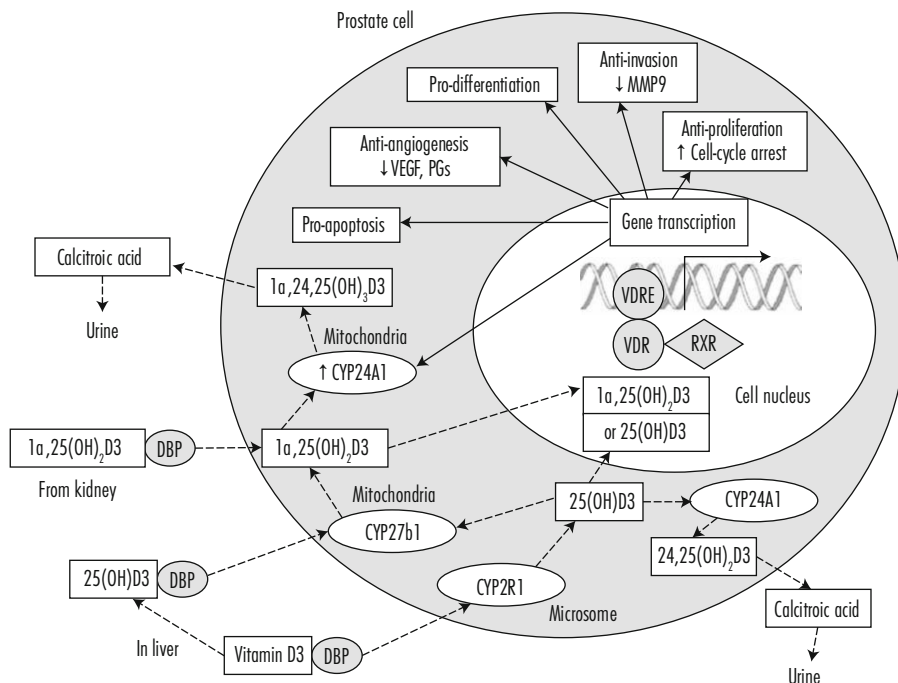 Prostate cell
Anti-invasion
↓ MMP9
Pro-differentiation
Anti-proliferation
↑ Cell-cycle arrest
Anti-angiogenesis
↓ VEGF, PGs
Gene transcription
Pro-apoptosis
Calcitroic acid
1a,24,25(OH)₃D3
VDRE
Urine
Mitochondria
VDR
RXR
↑ CYP24A1
1a,25(OH)₂D3
Cell nucleus
or 25(OH)D3
1a,25(OH)₂D3
DBP
1a,25(OH)₂D3
From kidney
Mitochondria
25(OH)D3
CYP24A1
CYP27b1
24,25(OH)₂D3
25(OH)D3
DBP
CYP2R1
Microsome
Calcitroic acid
In liver
Vitamin D3
DBP
Urine